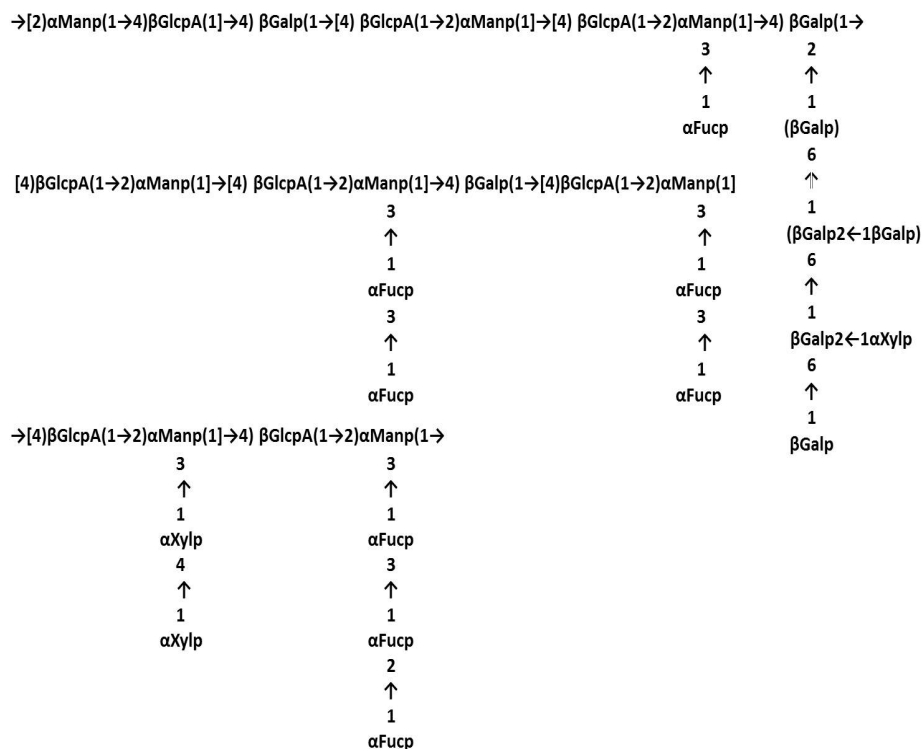 →[2)αManp(1→4)βGlcpA(1]→4) βGalp(1→[4) βGlcpA(1→2)αManp(1]→[4) βGlcpA(1→2)αManp(1]→4) βGalp(1→
3 2
↑ ↑
1 1
αFucp (βGalp)
6
[4)βGlcpA(1→2)αManp(1]→[4) βGlcpA(1→2)αManp(1]→4) βGalp(1→[4)βGlcpA(1→2)αManp(1] ↑
3 3 1
↑ ↑ (βGalp2←1βGalp)
1 1 6
αFucp αFucp ↑
3 3 1
↑ ↑ βGalp2←1αXylp
1 1 6
αFucp αFucp ↑
1
→[4)βGlcpA(1→2)αManp(1]→4) βGlcpA(1→2)αManp(1→ βGalp
3 3
↑ ↑
1 1
αXylp αFucp
4 3
↑ ↑
1 1
αXylp αFucp
2
↑
1
αFucp